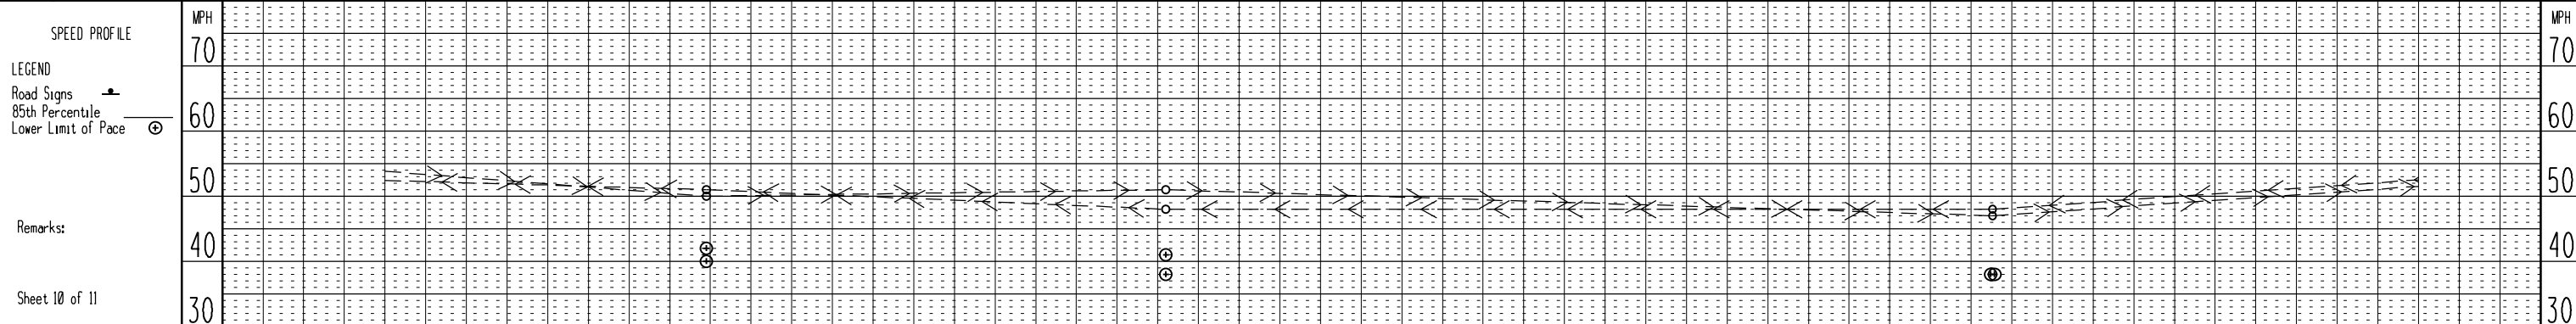 SPEED PROFILE
LEGEND
Road Signs
85th Percentile
Lower Limit of Pace
Remarks:
Sheet 10 of 11
MPH
70
60
50
40
30
MPH
70
60
50
40
30